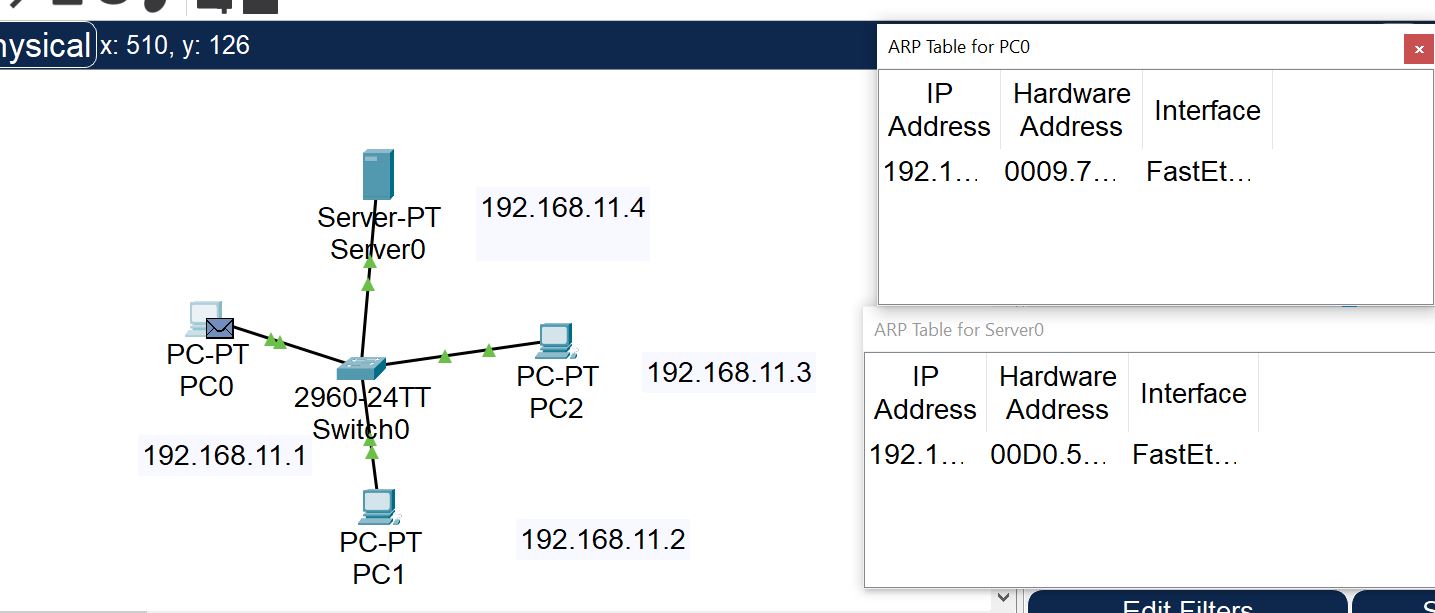 x: 510, y: 126
ARP Table for PC0
IP Address
Hardware Address
Interface
192.1...
0009.7...
FastEt...
Server-PT
Server0
192.168.11.4
PC-PT
PC0
192.168.11.1
2960-24TT
Switch0
PC-PT
PC2
192.168.11.3
PC-PT
PC1
192.168.11.2
ARP Table for Server0
IP Address
Hardware Address
Interface
192.1...
00D0.5...
FastEt...
Edit Filters